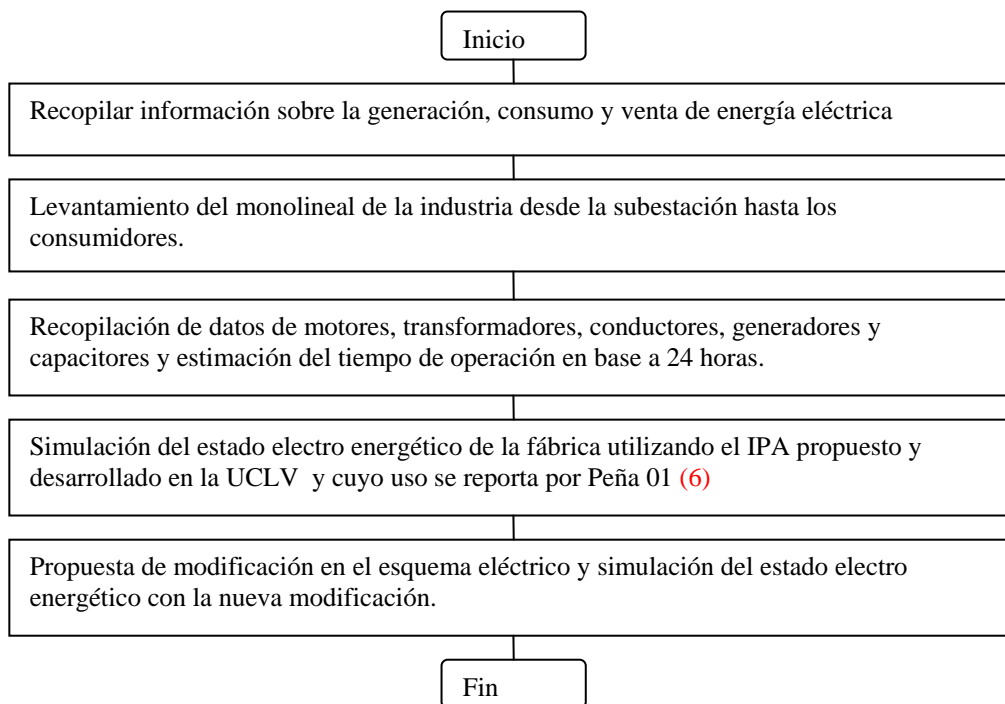 Inicio
Recopilar información sobre la generación, consumo y venta de energía eléctrica
Levantamiento del monolineal de la industria desde la subestación hasta los
consumidores.
Recopilación de datos de motores, transformadores, conductores, generadores y
capacitores y estimación del tiempo de operación en base a 24 horas.
Simulación del estado electro energético de la fábrica utilizando el IPA propuesto y
desarrollado en la UCLV y cuyo uso se reporta por Peña 01 (6)
Propuesta de modificación en el esquema eléctrico y simulación del estado electro
energético con la nueva modificación.
Fin